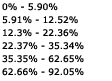 0% - 5.90%
5.91% - 12.52%
12.3% - 22.36%
22.37% - 35.34%
35.35% - 62.65%
62.66% - 92.05%